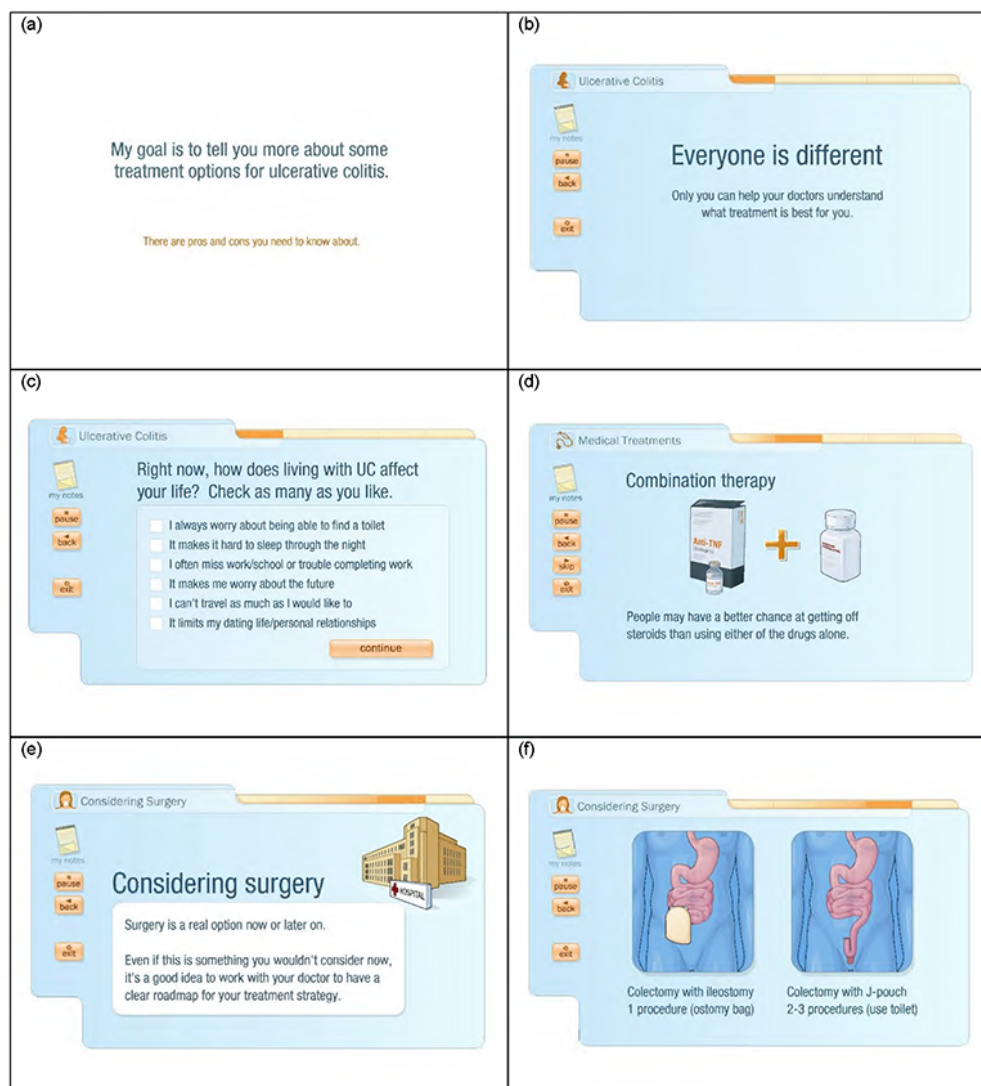 (a)
My goal is to tell you more about some
treatment options for ulcerative colitis.
There are pros and cons you need to know about.
(b)
Ulcerative Colitis
my notes
pause
back
exit
Everyone is different
Only you can help your doctors understand
what treatment is best for you.
(c)
Ulcerative Colitis
my notes
pause
back
exit
Right now, how does living with UC affect
your life? Check as many as you like.
I always worry about being able to find a toilet
It makes it hard to sleep through the night
I often miss work/school or trouble completing work
It makes me worry about the future
I can't travel as much as I would like to
It limits my dating life/personal relationships
continue
(d)
Medical Treatments
my notes
pause
back
skip
exit
Combination therapy
Anti-TNF
People may have a better chance at getting off
steroids than using either of the drugs alone.
(e)
Considering Surgery
my notes
pause
back
exit
HOSPITAL
Considering surgery
Surgery is a real option now or later on.
Even if this is something you wouldn't consider now,
it's a good idea to work with your doctor to have a
clear roadmap for your treatment strategy.
(f)
Considering Surgery
my notes
pause
back
exit
Colectomy with ileostomy
1 procedure (ostomy bag)
Colectomy with J-pouch
2-3 procedures (use toilet)